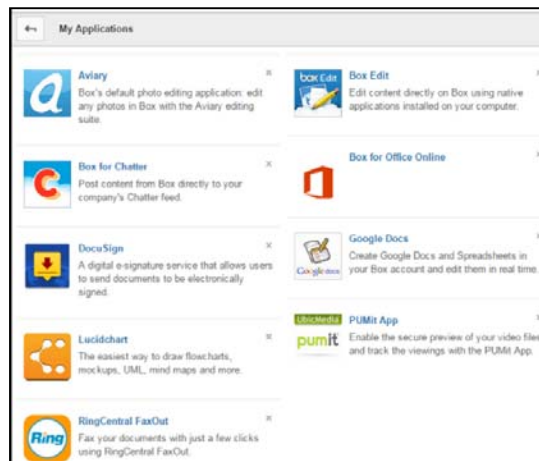 My Applications
Aviary
Box's default photo editing application: edit
any photos in Box with the Aviary editing
suite.
Box for Chatter
Post content from Box directly to your
company's Chatter feed.
DocuSign
A digital e-signature service that allows users
to send documents to be electronically
signed.
Lucidchart
The easiest way to draw flowcharts,
mockups, UML, mind maps and more.
Ring
RingCentral FaxOut
Fax your documents with just a few clicks
using RingCentral FaxOut.
box Edit
Box Edit
Edit content directly on Box using native
applications installed on your computer.
Box for Office Online
Google docs
Google Docs
Create Google Docs and Spreadsheets in
your Box account and edit them in real time.
UbicMedia
pumit
PUMit App
Enable the secure preview of your video files
and track the viewings with the PUMit App.